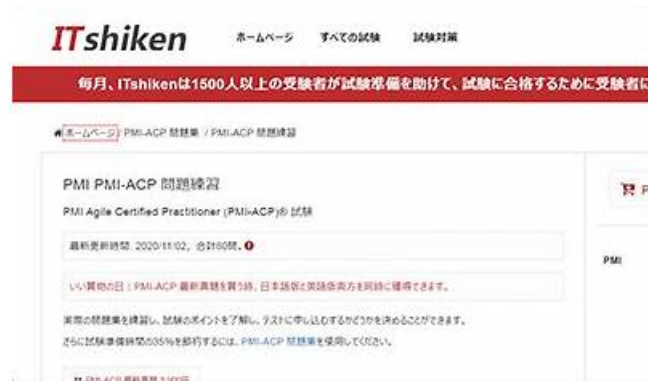 ITshiken
ホームページ すべての試験 試験対策
毎月、ITshikenは1500人以上の受験者が試験準備を助けて、試験に合格するために受験者に
ホームページ / PMI-ACP 問題集 / PMI-ACP 問題練習
PMI PMI-ACP 問題練習
P
PMI Agile Certified Practitioner (PMI-ACP)® 試験
最新更新時間: 2020/11/02、合計60問。
PMI
いい買物の日：PMI-ACP 最新真題を買う時、日本語版と英語版両方を同時に獲得できます。
実際の問題集を練習し、試験のポイントを了解し、テストに申し込むするかどうかを決めることができます。
さらに試験準備時間の35%を節約するには、PMI-ACP 問題集を使用してください。